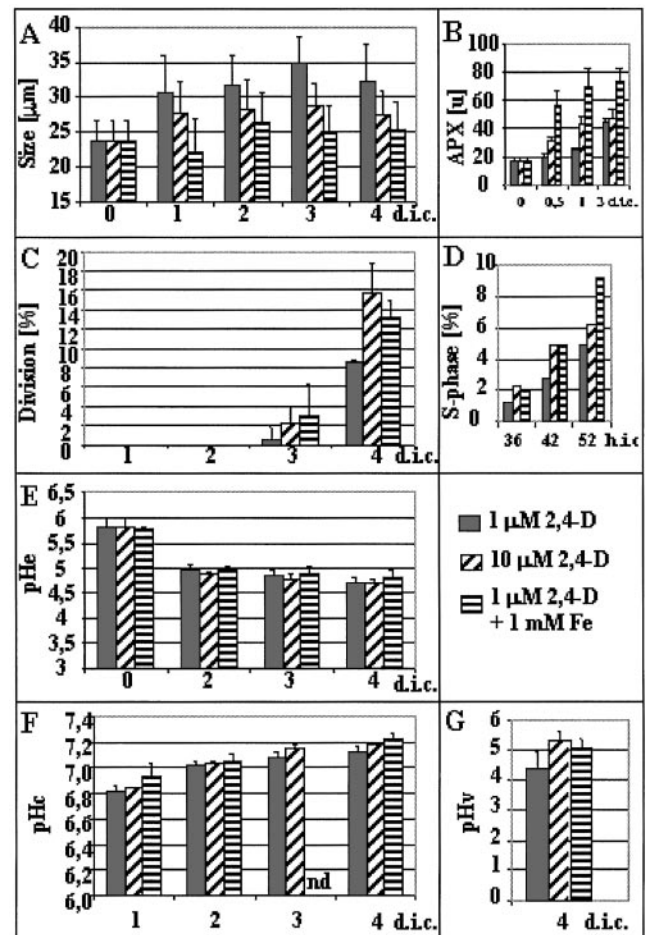 A
Size [µm]
40
35
30
25
20
15
0 1 2 3 4 d.i.c.
B
APX [u]
100
80
60
40
20
0
0 0,5 1 3 d.i.c.
C
Division [%]
20
18
16
14
12
10
8
6
4
2
0
1 2 3 4 d.i.c.
D
S-phase [%]
10
8
6
4
2
0
36 42 52 h.i.c
E
pHe
6,5
6
5,5
5
4,5
4
3,5
3
0 2 3 4 d.i.c.
1 µM 2,4-D
10 µM 2,4-D
1 µM 2,4-D
+ 1 mM Fe
F
pHc
7,4
7,2
7,0
6,8
6,6
6,4
6,2
6,0
nd
1 2 3 4 d.i.c.
G
pHv
6
5
4
3
2
1
0
4 d.i.c.